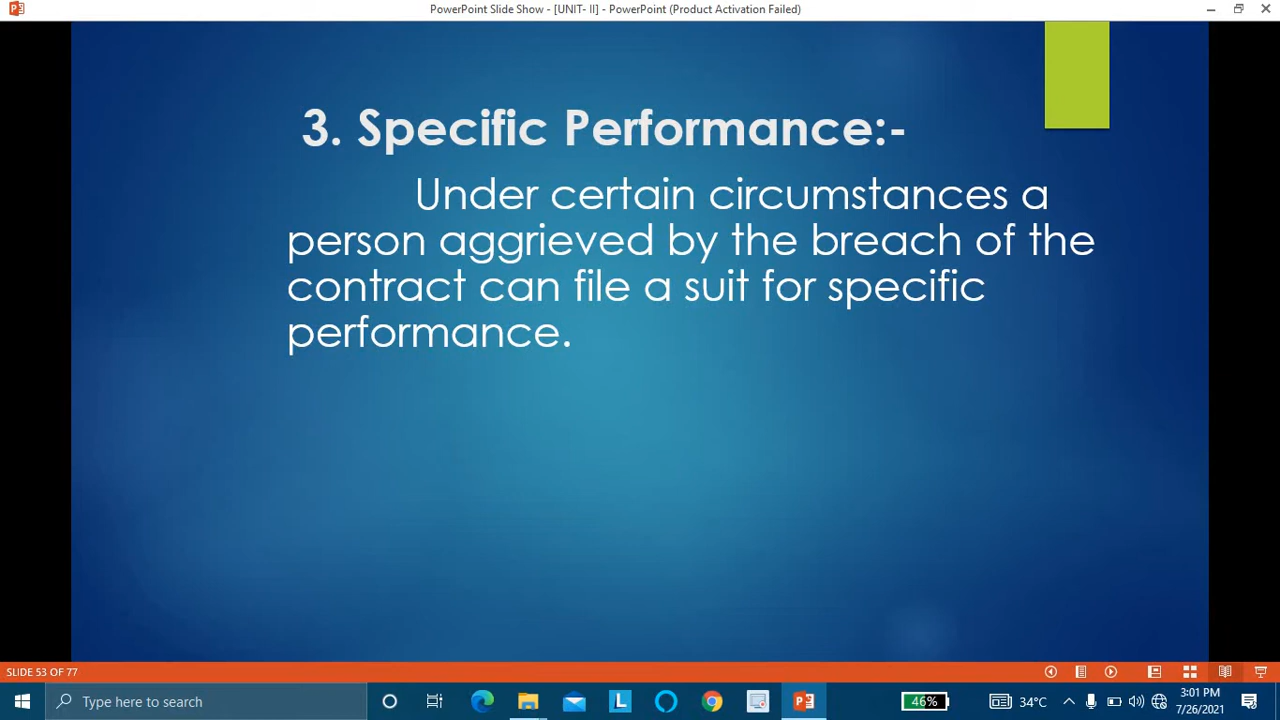 PowerPoint Slide Show - [UNIT- II] - PowerPoint (Product Activation Failed)
3. Specific Performance:-
Under certain circumstances a
person aggrieved by the breach of the
contract can file a suit for specific
performance.
SLIDE 53 OF 77
Type here to search
L
46%
34°C
3:01 PM
7/26/2021